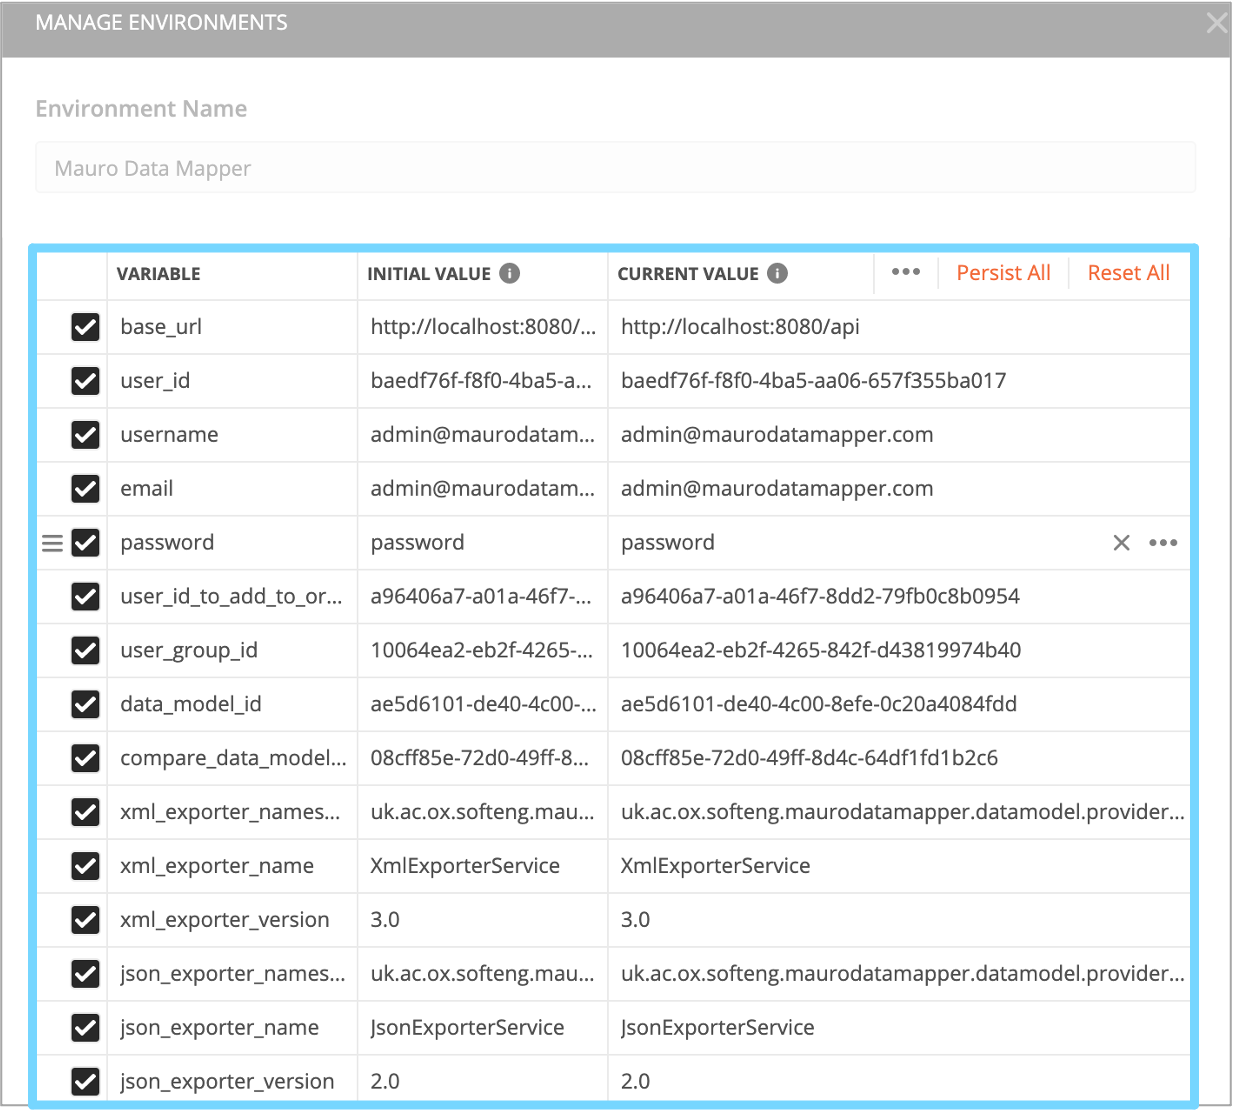 MANAGE ENVIRONMENTS
Environment Name
Mauro Data Mapper
VARIABLE INITIAL VALUE CURRENT VALUE Persist All Reset All
base_url http://localhost:8080/... http://localhost:8080/api
user_id baedf76f-f8f0-4ba5-a... baedf76f-f8f0-4ba5-aa06-657f355ba017
username admin@maurodatam... admin@maurodatamapper.com
email admin@maurodatam... admin@maurodatamapper.com
password password password
user_id_to_add_to_or... a96406a7-a01a-46f7-... a96406a7-a01a-46f7-8dd2-79fb0c8b0954
user_group_id 10064ea2-eb2f-4265-... 10064ea2-eb2f-4265-842f-d43819974b40
data_model_id ae5d6101-de40-4c00-... ae5d6101-de40-4c00-8efe-0c20a4084fdd
compare_data_model... 08cff85e-72d0-49ff-8... 08cff85e-72d0-49ff-8d4c-64df1fd1b2c6
xml_exporter_names... uk.ac.ox.softeng.mau... uk.ac.ox.softeng.maurodatamapper.datamodel.provider...
xml_exporter_name XmlExporterService XmlExporterService
xml_exporter_version 3.0 3.0
json_exporter_names... uk.ac.ox.softeng.mau... uk.ac.ox.softeng.maurodatamapper.datamodel.provider...
json_exporter_name JsonExporterService JsonExporterService
json_exporter_version 2.0 2.0